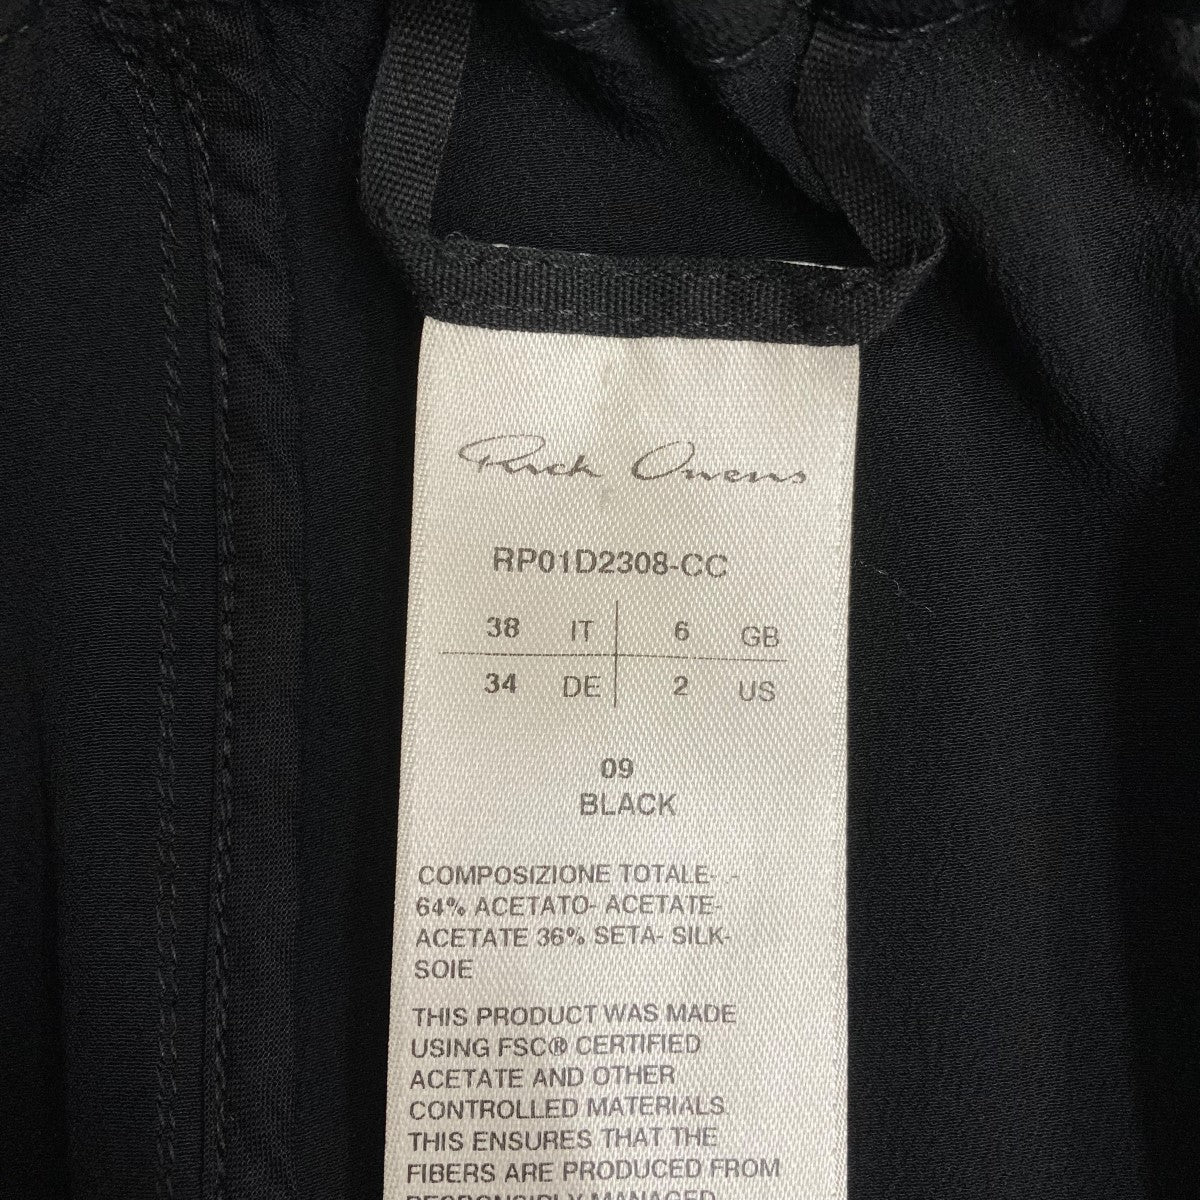 Rick Owens
RP01D2308-CC
38 IT 6 GB
34 DE 2 US
09
BLACK
COMPOSIZIONE TOTALE- -
64% ACETATO- ACETATE-
ACETATE 36% SETA- SILK-
SOIE
THIS PRODUCT WAS MADE
USING FSC® CERTIFIED
ACETATE AND OTHER
CONTROLLED MATERIALS.
THIS ENSURES THAT THE
FIBERS ARE PRODUCED FROM
RESPONSIBLY MANAGED